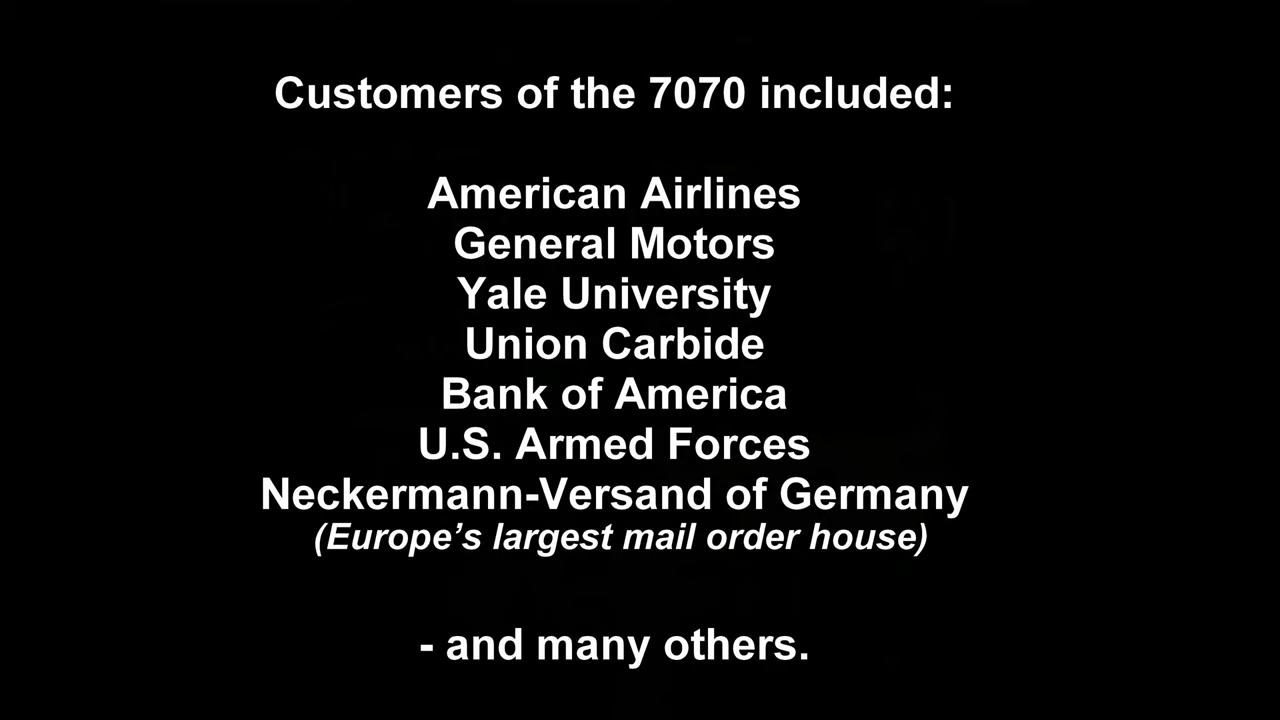 Customers of the 7070 included:
American Airlines
General Motors
Yale University
Union Carbide
Bank of America
U.S. Armed Forces
Neckermann-Versand of Germany
(Europe’s largest mail order house)
- and many others.